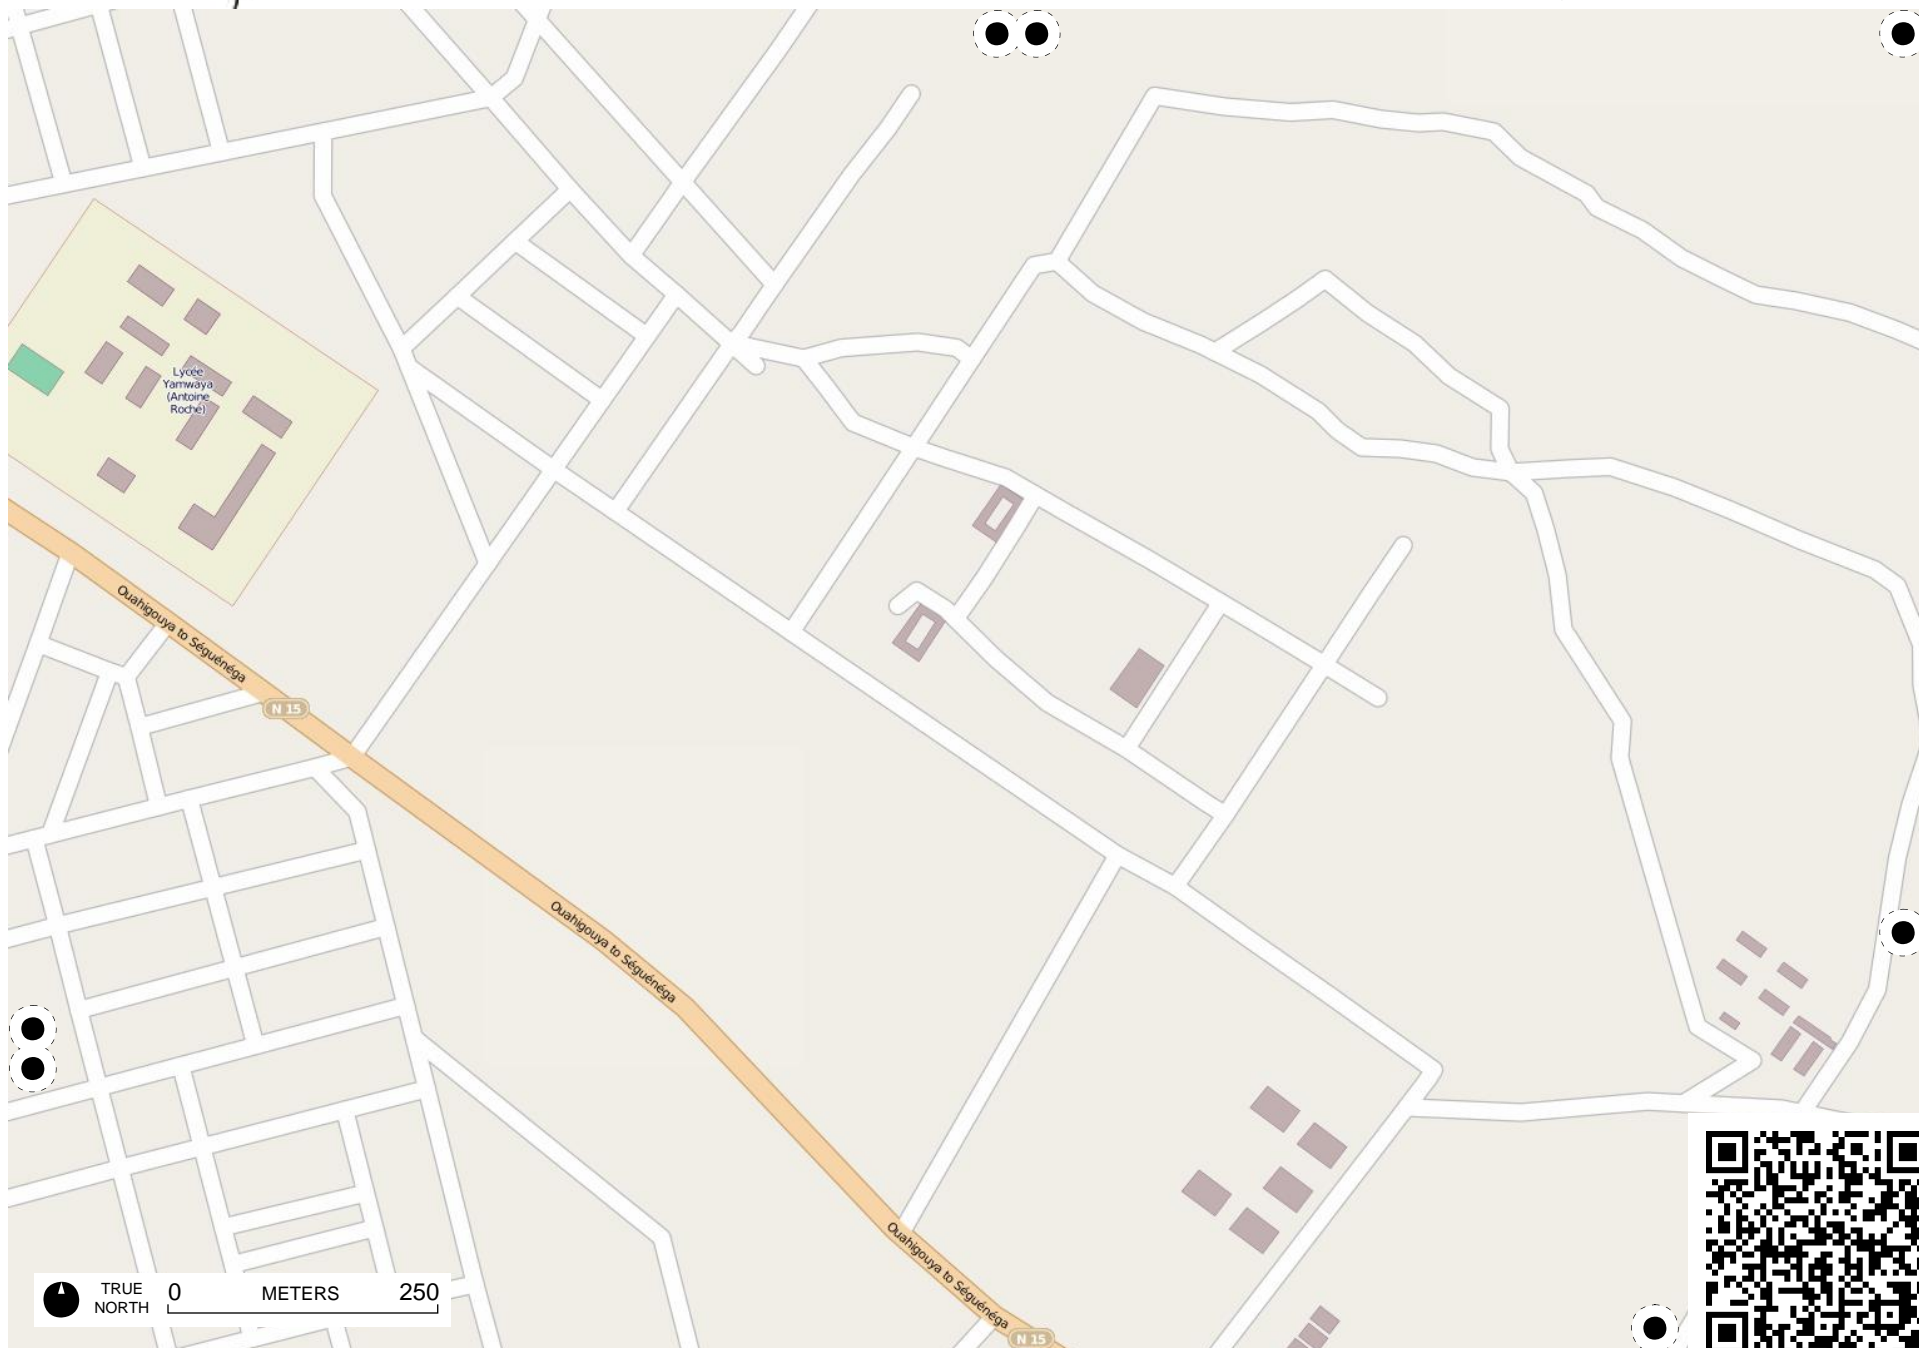 Lycée
Yamwaya
(Antoine
Roche)
Ouahigouya to Séguénéga
N 15
Ouahigouya to Séguénéga
Ouahigouya to Séguénéga
N 15
TRUE
NORTH
0 METERS 250